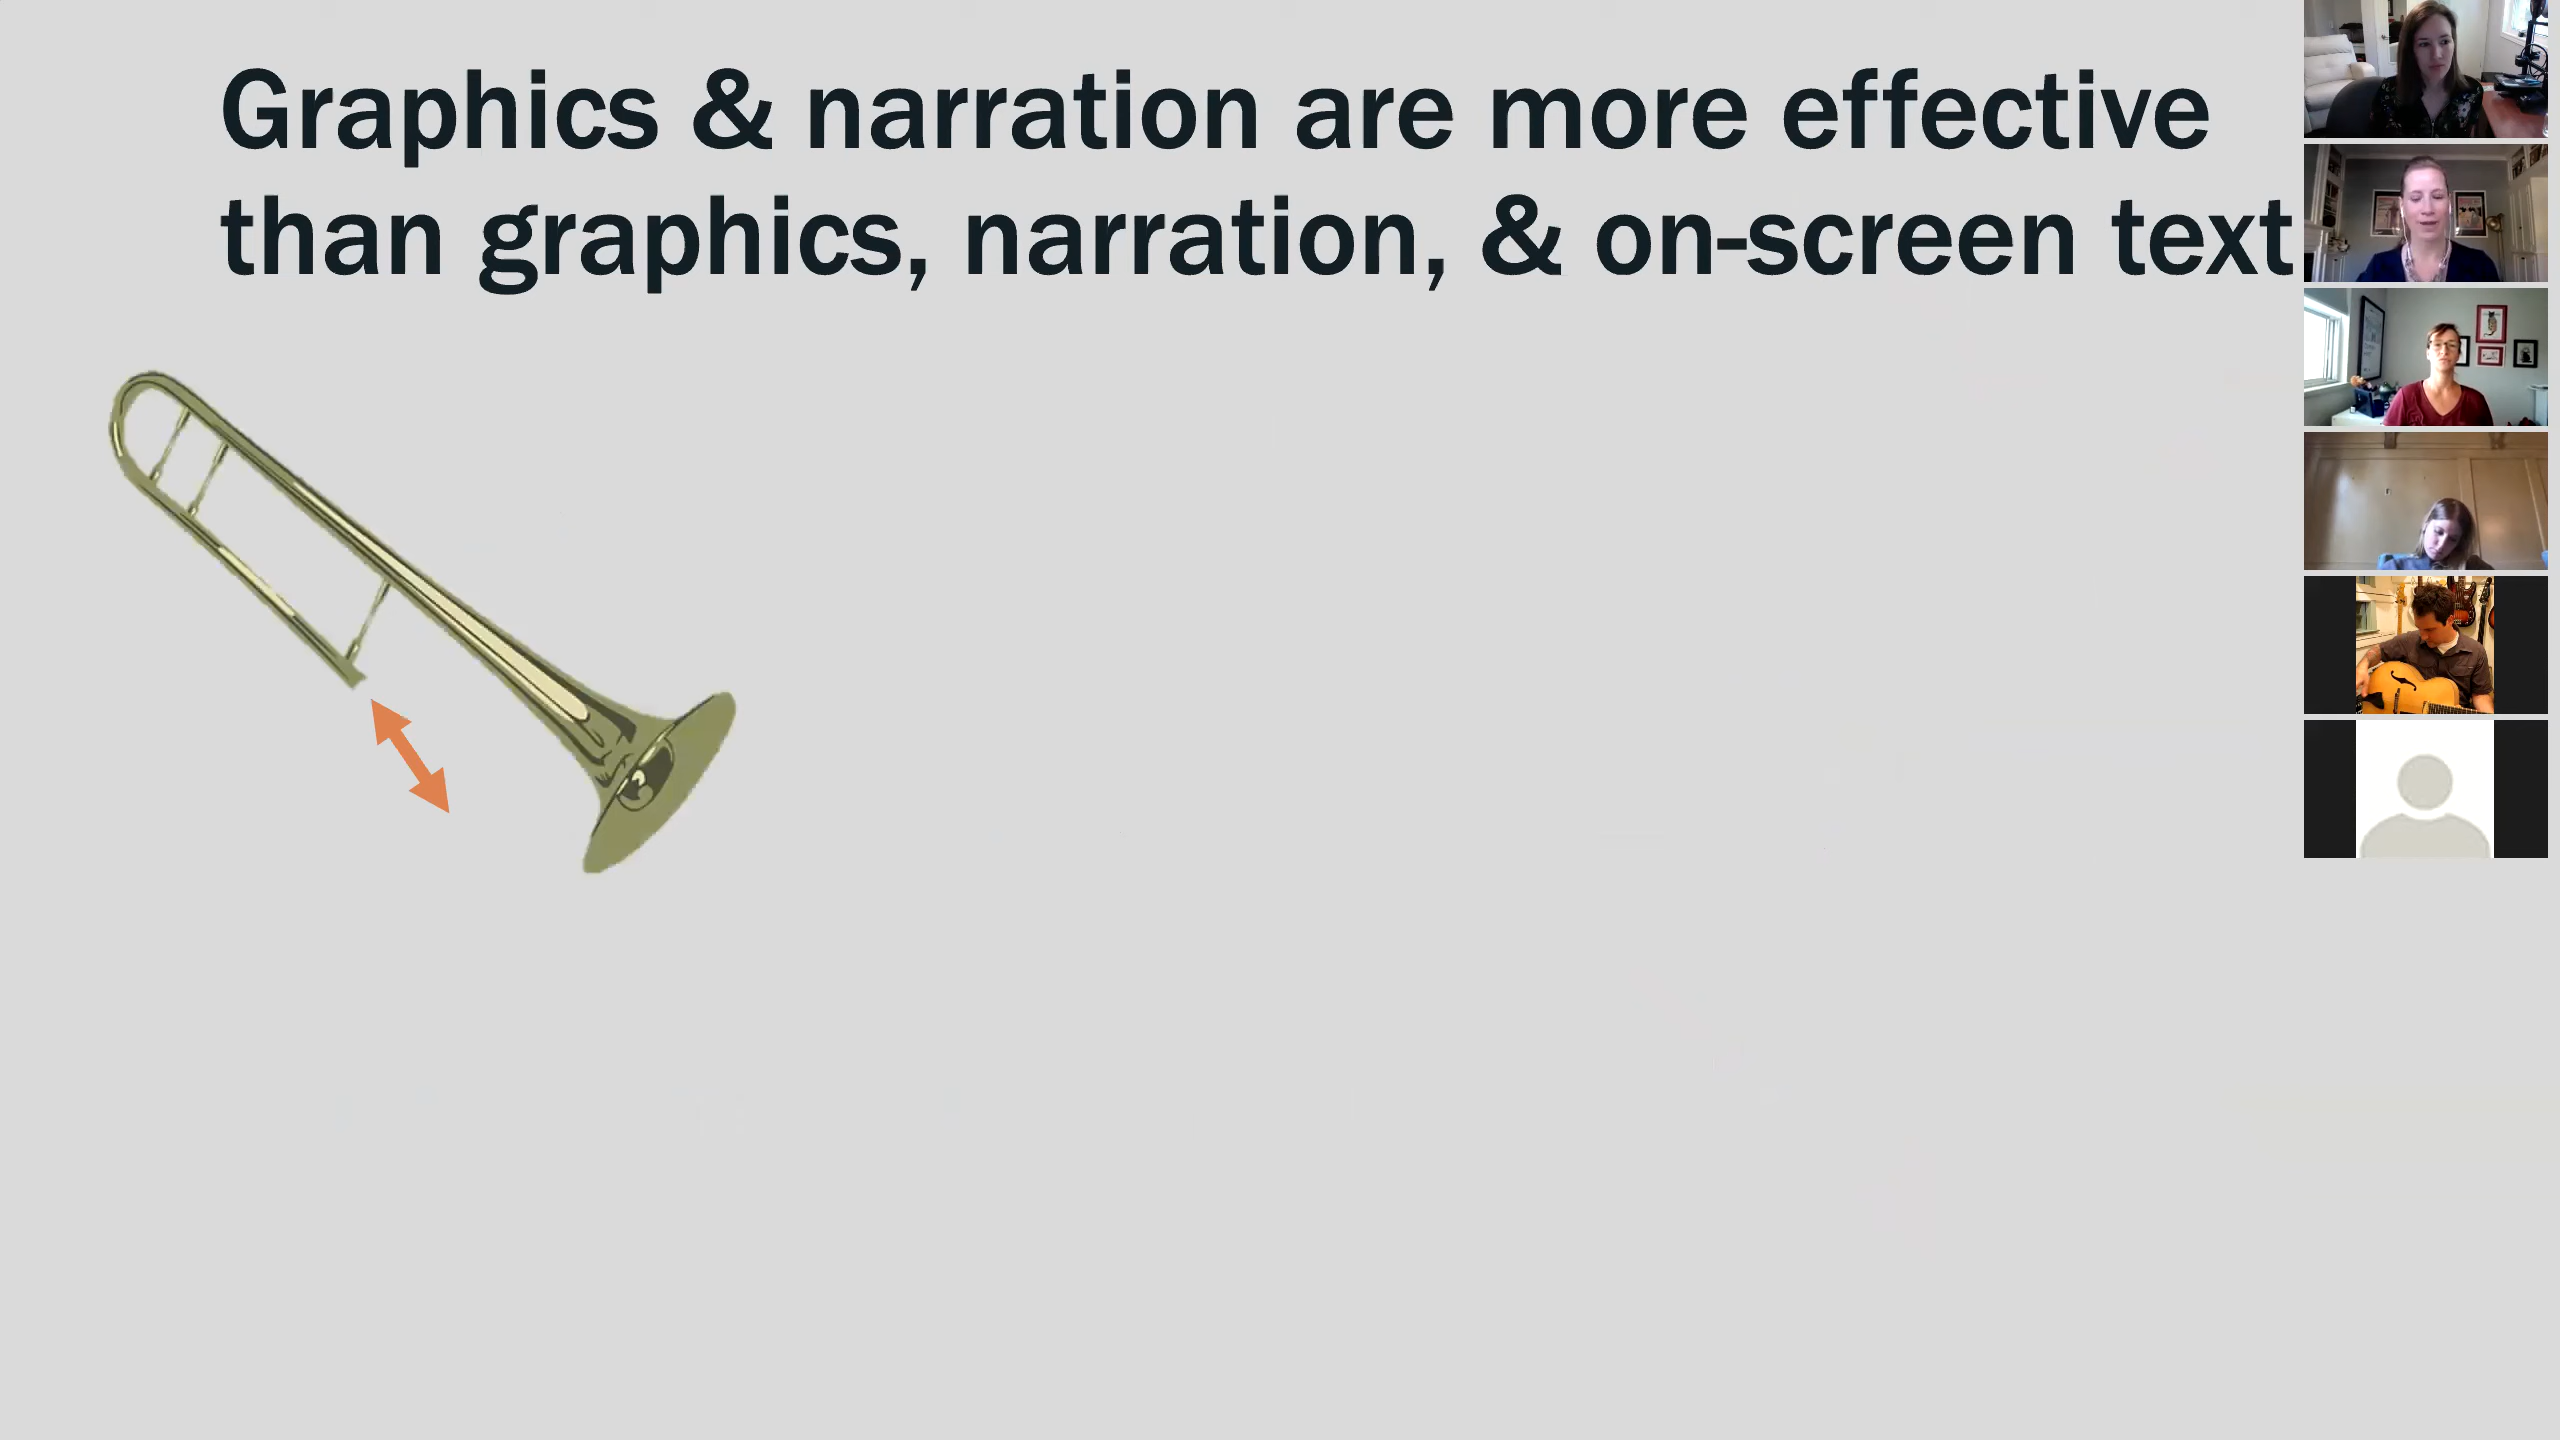 Graphics & narration are more effective
than graphics, narration, & on-screen text